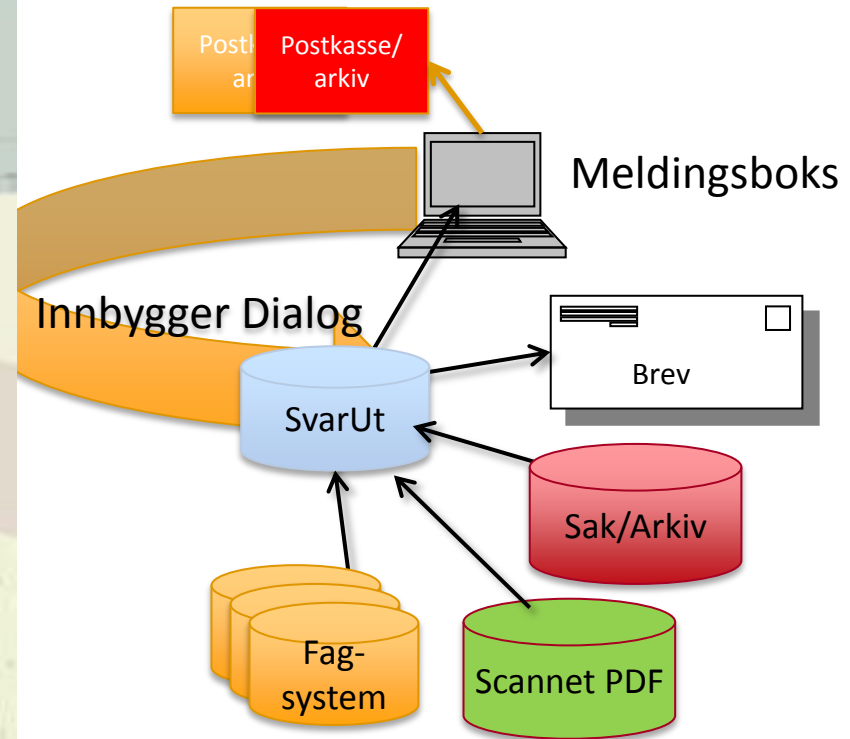 Postkasse/
arkiv
Meldingsboks
Innbygger Dialog
Brev
SvarUt
Sak/Arkiv
Fag-
system
Scannet PDF